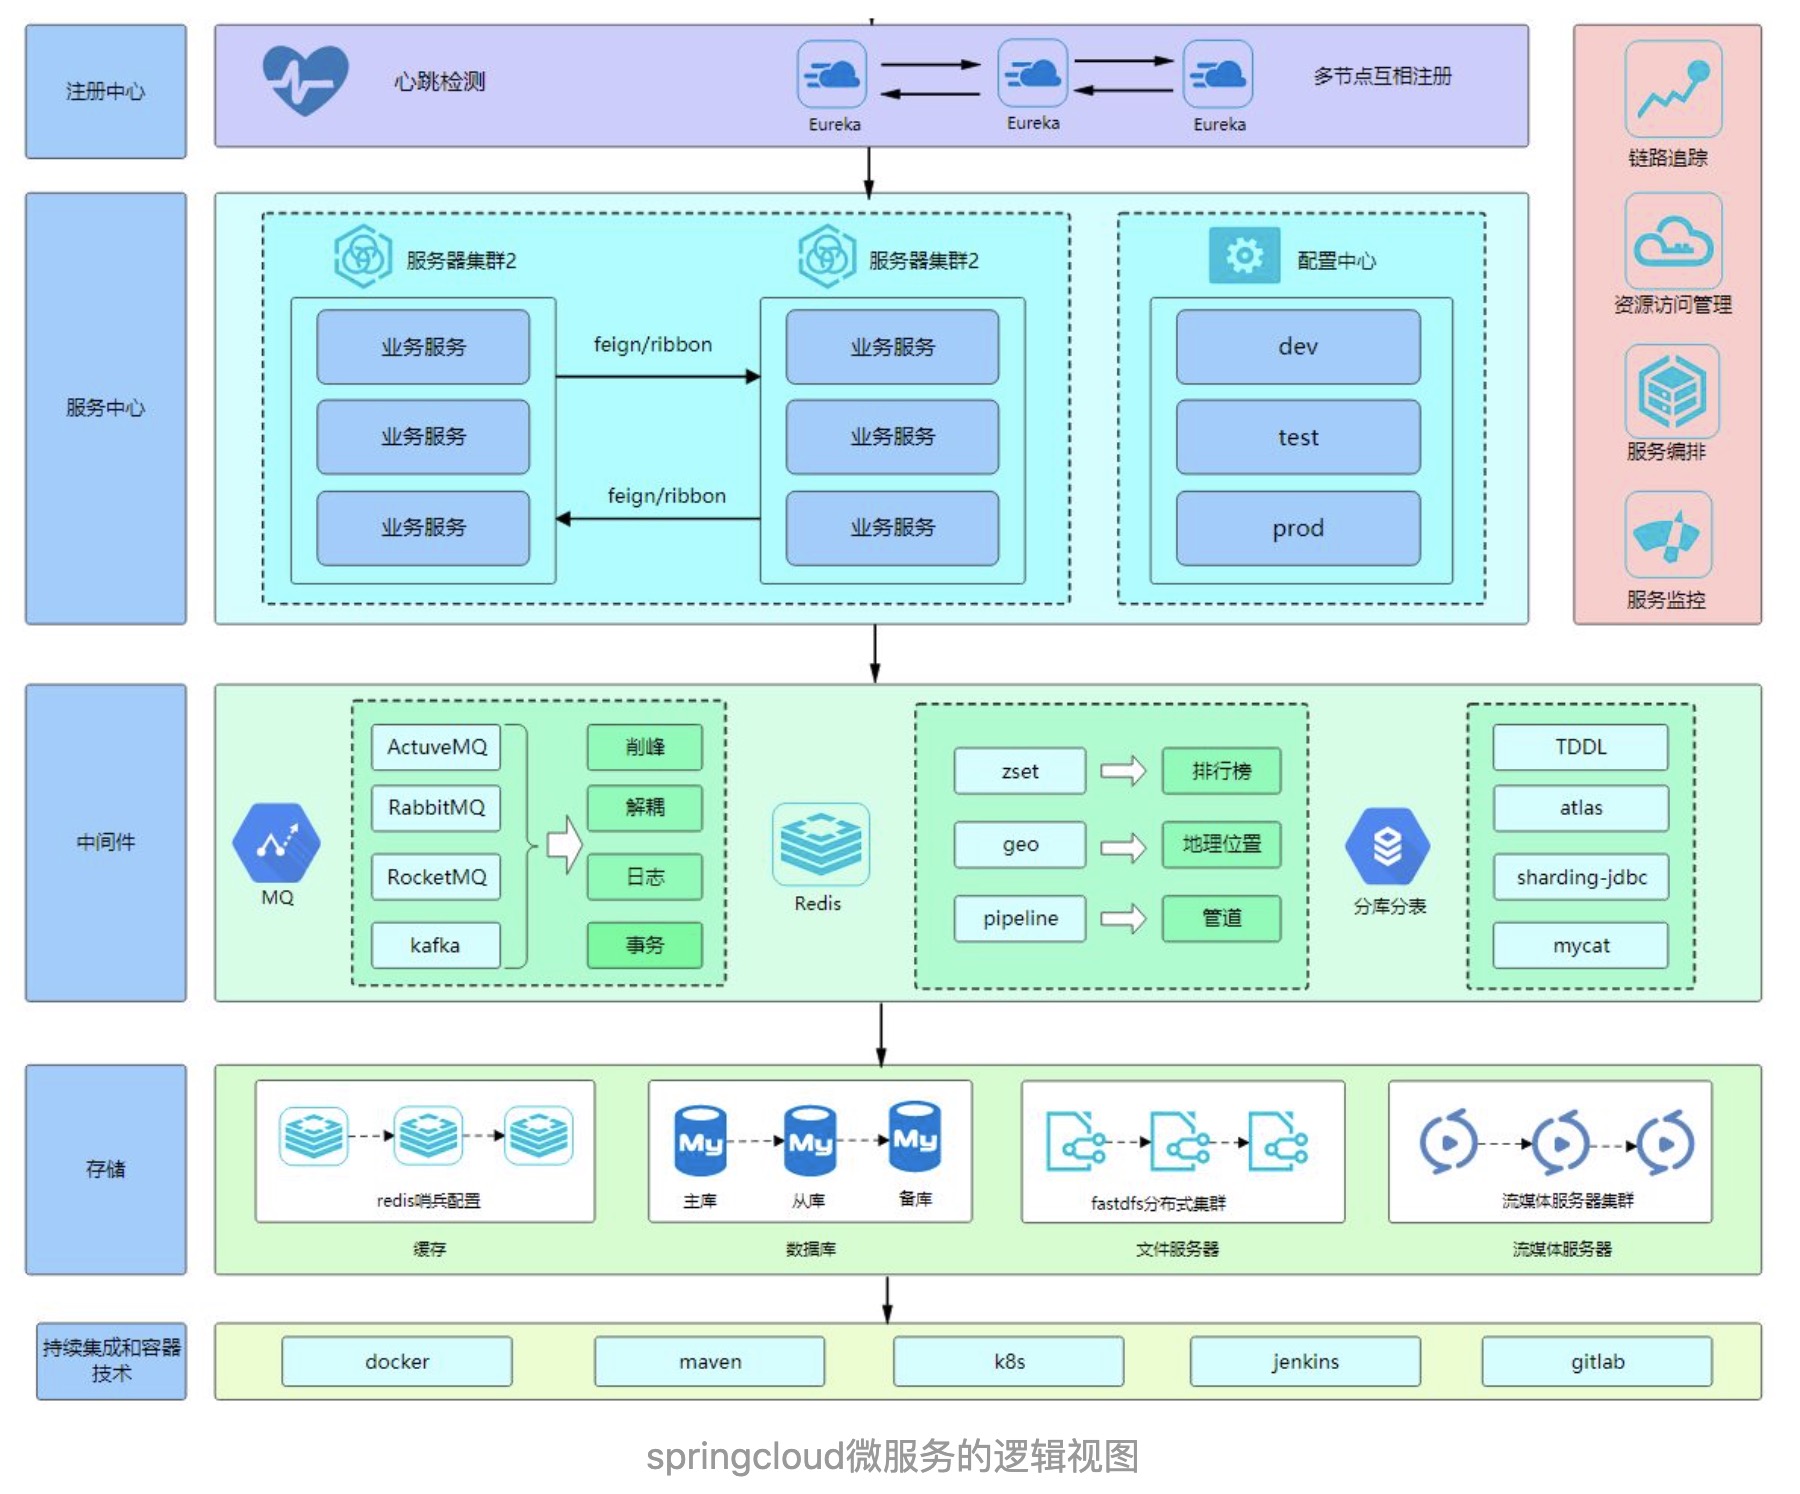 注册中心
心跳检测
Eureka
Eureka
Eureka
多节点互相注册
链路追踪
资源访问管理
服务编排
服务监控
服务中心
服务器集群2
业务服务
业务服务
业务服务
feign/ribbon
feign/ribbon
服务器集群2
业务服务
业务服务
业务服务
配置中心
dev
test
prod
中间件
MQ
ActuveMQ
RabbitMQ
RocketMQ
kafka
削峰
解耦
日志
事务
Redis
zset
排行榜
geo
地理位置
pipeline
管道
分库分表
TDDL
atlas
sharding-jdbc
mycat
存储
redis哨兵配置
缓存
My
My
My
主库
从库
备库
数据库
fastdfs分布式集群
文件服务器
流媒体服务器集群
流媒体服务器
持续集成和容器
技术
docker
maven
k8s
jenkins
gitlab
springcloud微服务的逻辑视图